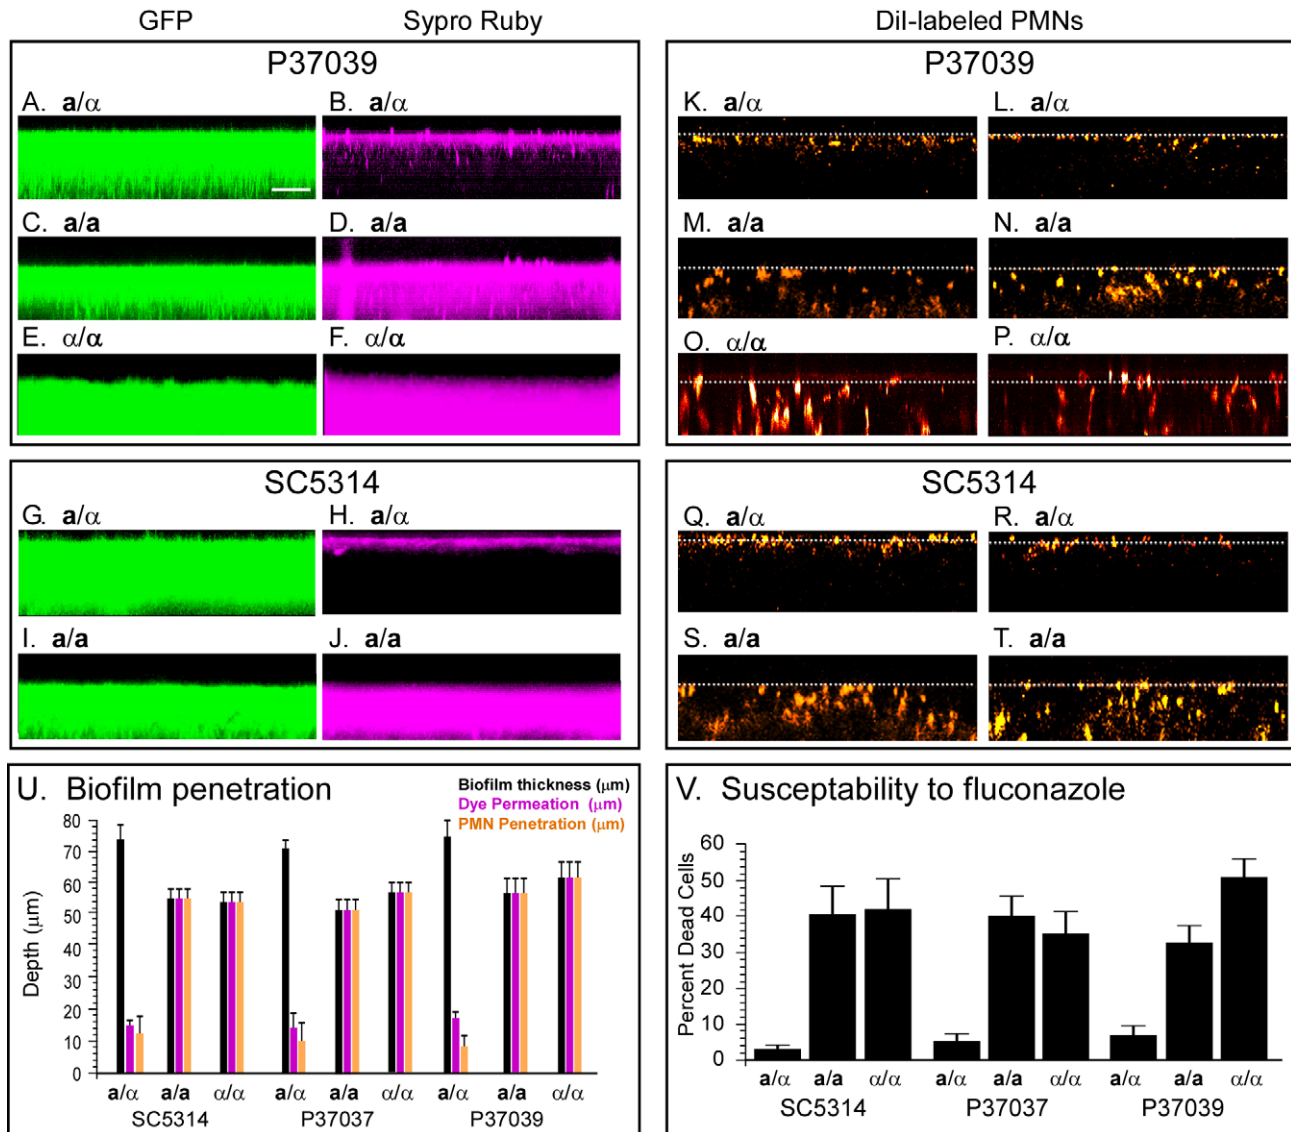 GFP Sypro Ruby DiI-labeled PMNs
P37039
A. a/α B. a/α
C. a/a D. a/a
E. α/α F. α/α
P37039
K. a/α L. a/α
M. a/a N. a/a
O. α/α P. α/α
SC5314
G. a/α H. a/α
I. a/a J. a/a
SC5314
Q. a/α R. a/α
S. a/a T. a/a
U. Biofilm penetration
Biofilm thickness (µm)
Dye Permeation (µm)
PMN Penetration (µm)
Depth (µm)
80
70
60
50
40
30
20
10
0
a/α a/a α/α a/α a/a α/α a/α a/a α/α
SC5314 P37037 P37039
V. Susceptability to fluconazole
Percent Dead Cells
60
50
40
30
20
10
0
a/α a/a α/α a/α a/a α/α a/α a/a α/α
SC5314 P37037 P37039